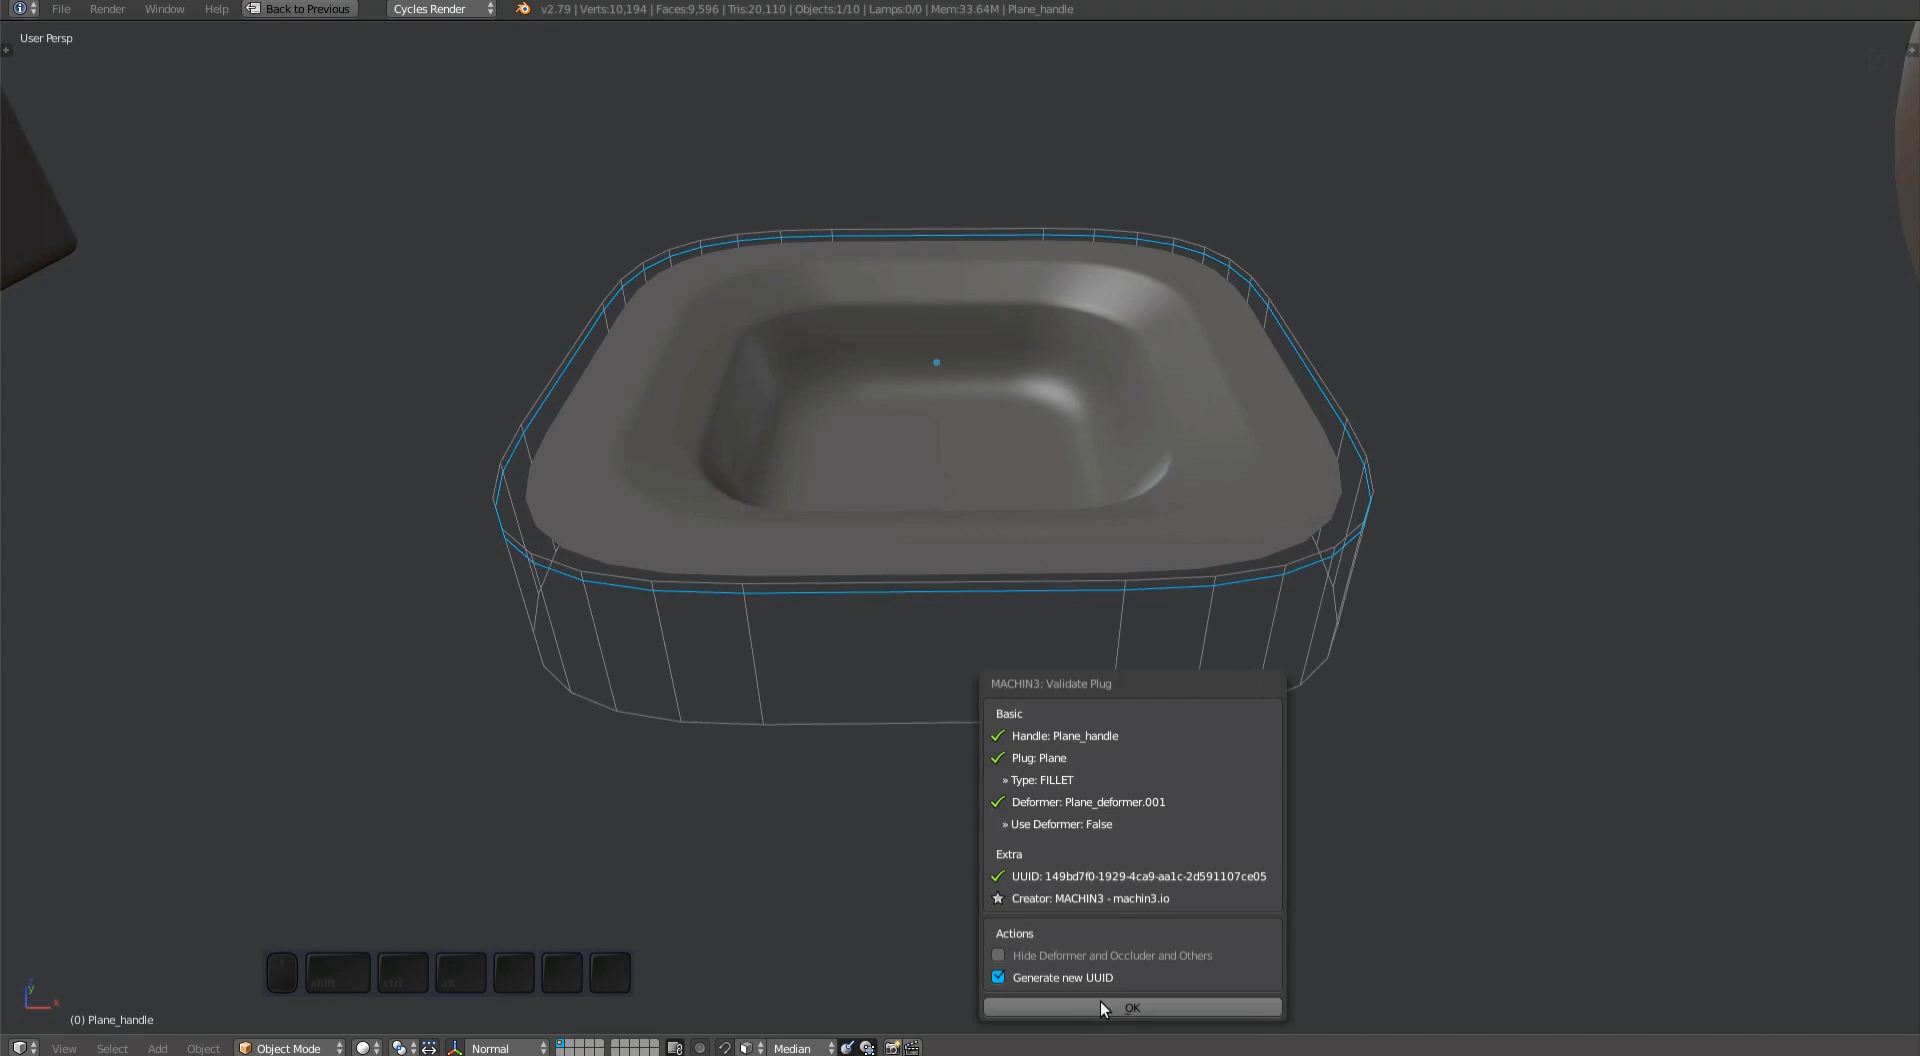 File Render Window Help Back to Previous Cycles Render v2.79 | Verts:10,194 | Faces:9,596 | Tris:20,110 | Objects:1/10 | Lamps:0/0 | Mem:33.64M | Plane_handle
User Persp
MACHIN3: Validate Plug
Basic
Handle: Plane_handle
Plug: Plane
» Type: FILLET
Deformer: Plane_deformer.001
» Use Deformer: False
Extra
UUID: 149bd7f0-1929-4ca9-aa1c-2d591107ce05
Creator: MACHIN3 - machin3.io
Actions
Hide Deformer and Occluder and Others
Generate new UUID
OK
shift ctrl alt
z
y
x
(0) Plane_handle
View Select Add Object Object Mode Normal Median